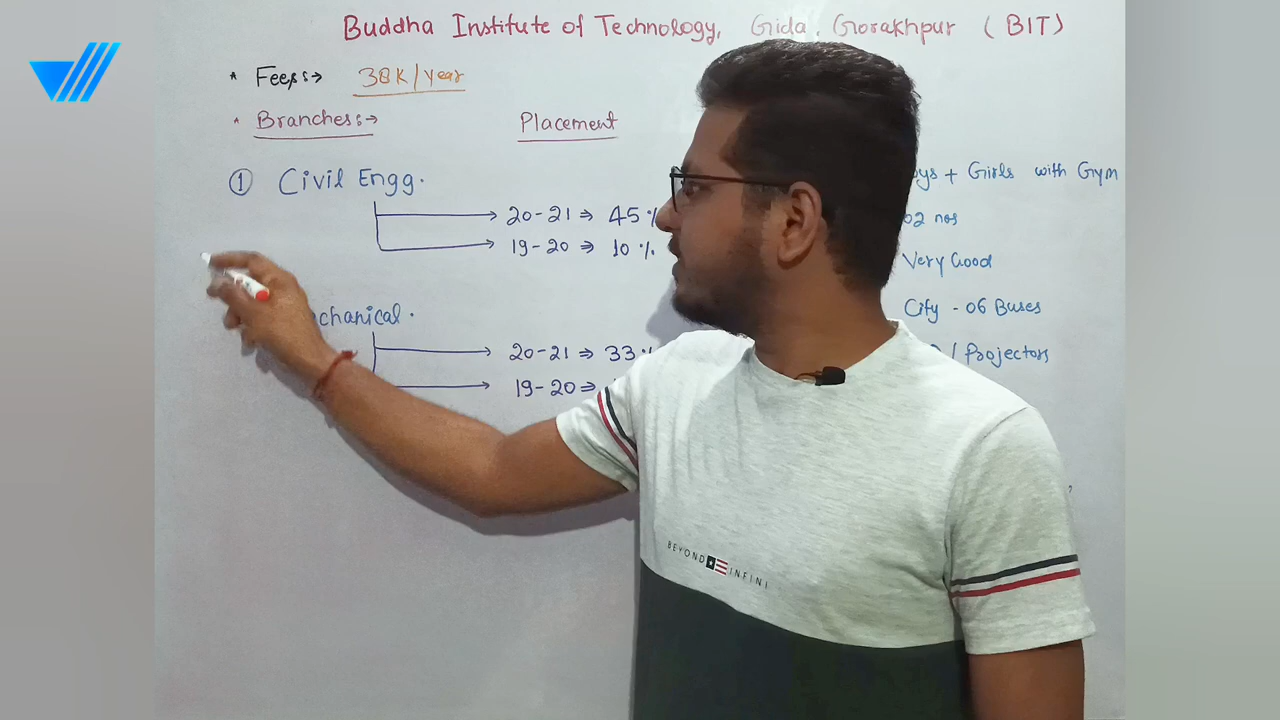 Buddha Institute of Technology, Gida, Gorakhpur (BIT)
* Fees:→ 38K/Year
* Branches:→ Placement
① Civil Engg.
20-21 ⇒ 45 %
19-20 ⇒ 10 %
chanical.
20-21 ⇒ 33 %
19-20 ⇒
ys + Girls with Gym
02 nos
Very Good
City - 06 Buses
/ Projectors
BEYOND INFINI